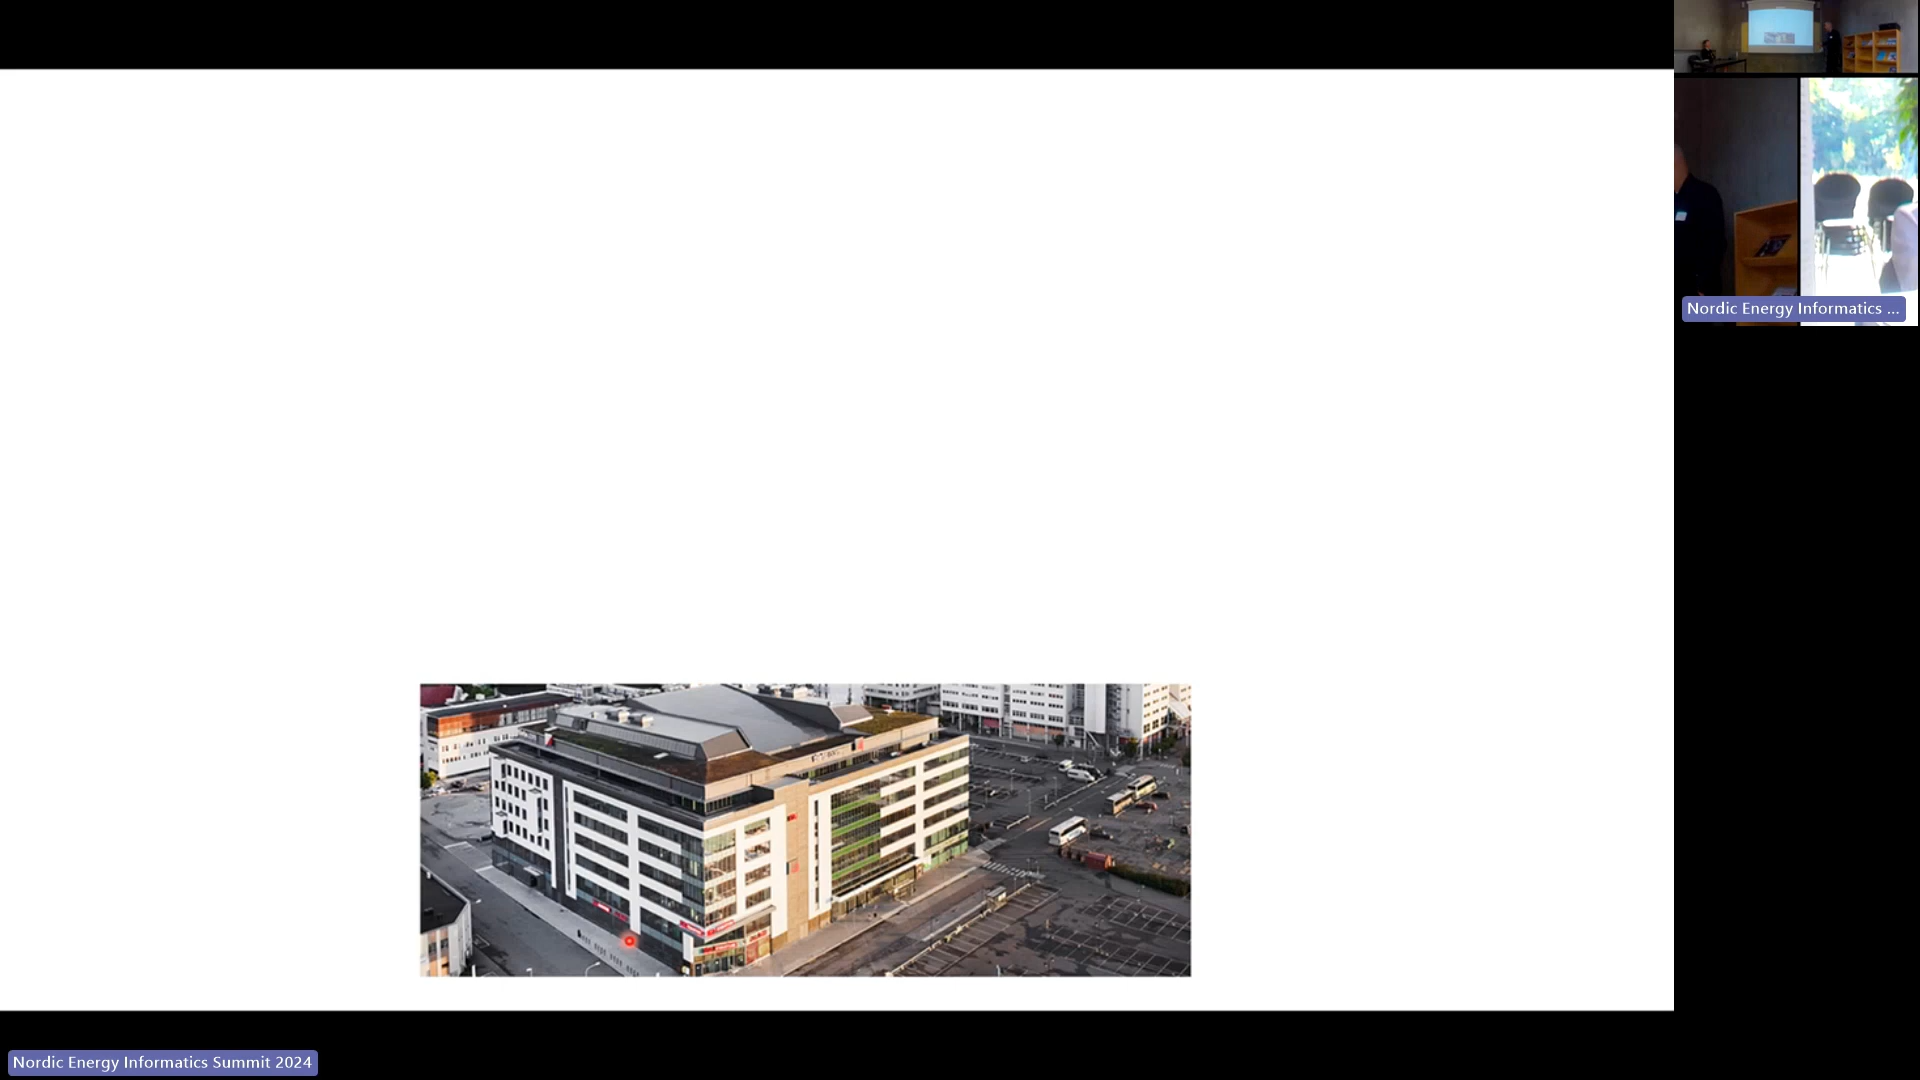 Nordic Energy Informatics ...
Nordic Energy Informatics Summit 2024